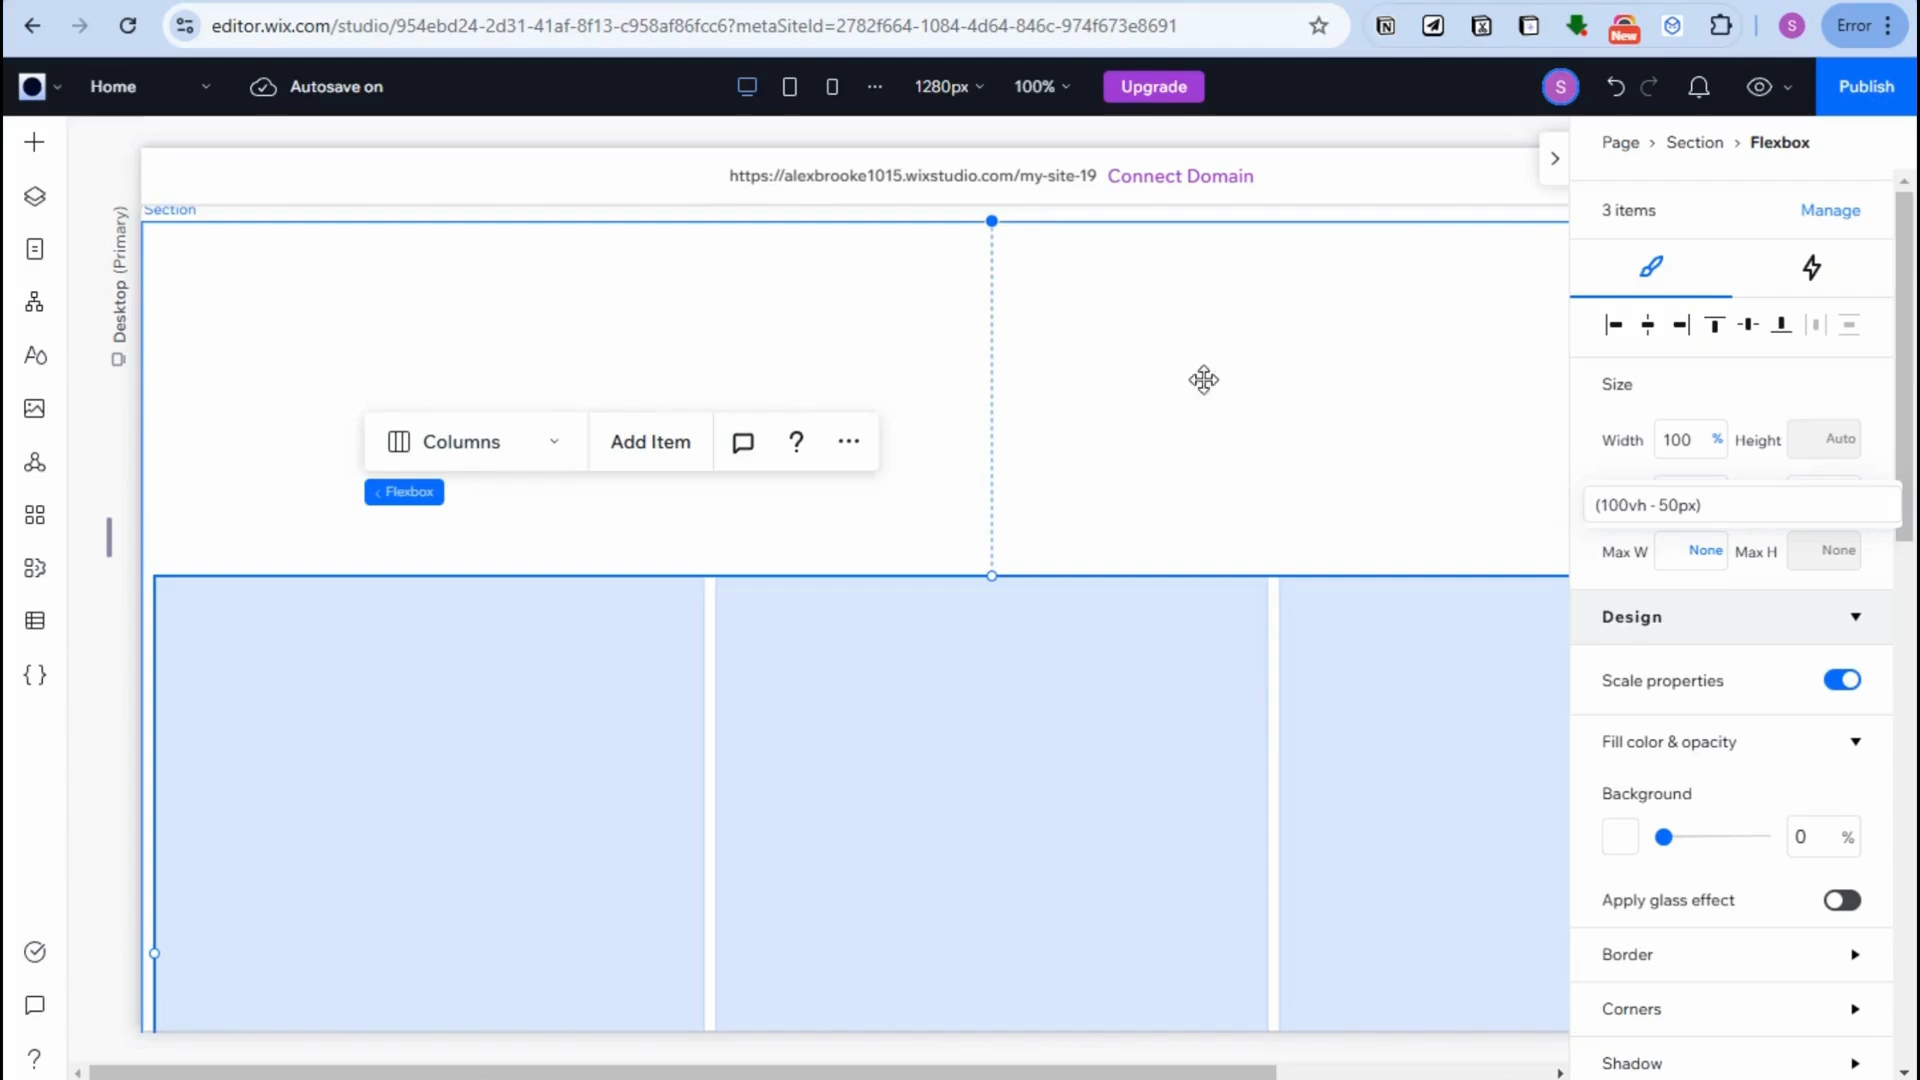 editor.wix.com/studio/954ebd24-2d31-41af-8f13-c958af86fcc6?metaSiteId=2782f664-1084-4d64-846c-974f673e8691
New
S
Error
Home
Autosave on
1280px
100%
Upgrade
S
Publish
https://alexbrooke1015.wixstudio.com/my-site-19 Connect Domain
Section
Desktop (Primary)
Columns
Add Item
?
Flexbox
Page > Section > Flexbox
3 items
Manage
Size
Width 100 % Height Auto
(100vh - 50px)
Max W None Max H None
Design
Scale properties
Fill color & opacity
Background
0 %
Apply glass effect
Border
Corners
Shadow